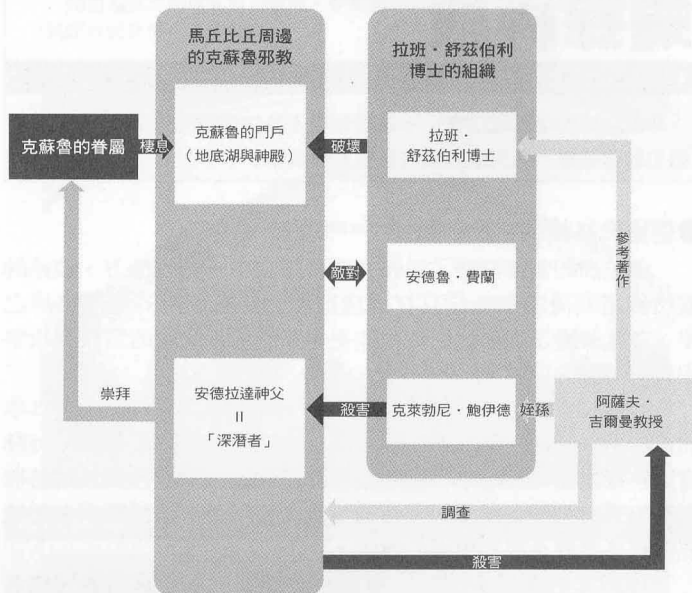 馬丘比丘周邊
的克蘇魯邪教
拉班・舒茲伯利
博士的組織
克蘇魯的眷屬
棲息
克蘇魯的門戶
（地底湖與神殿）
破壞
拉班・
舒茲伯利博士
參考著作
敵對
安德魯・費蘭
崇拜
安德拉達神父
＝
「深潛者」
殺害
克萊勃尼・鮑伊德
姪孫
阿薩夫・
吉爾曼教授
調查
殺害